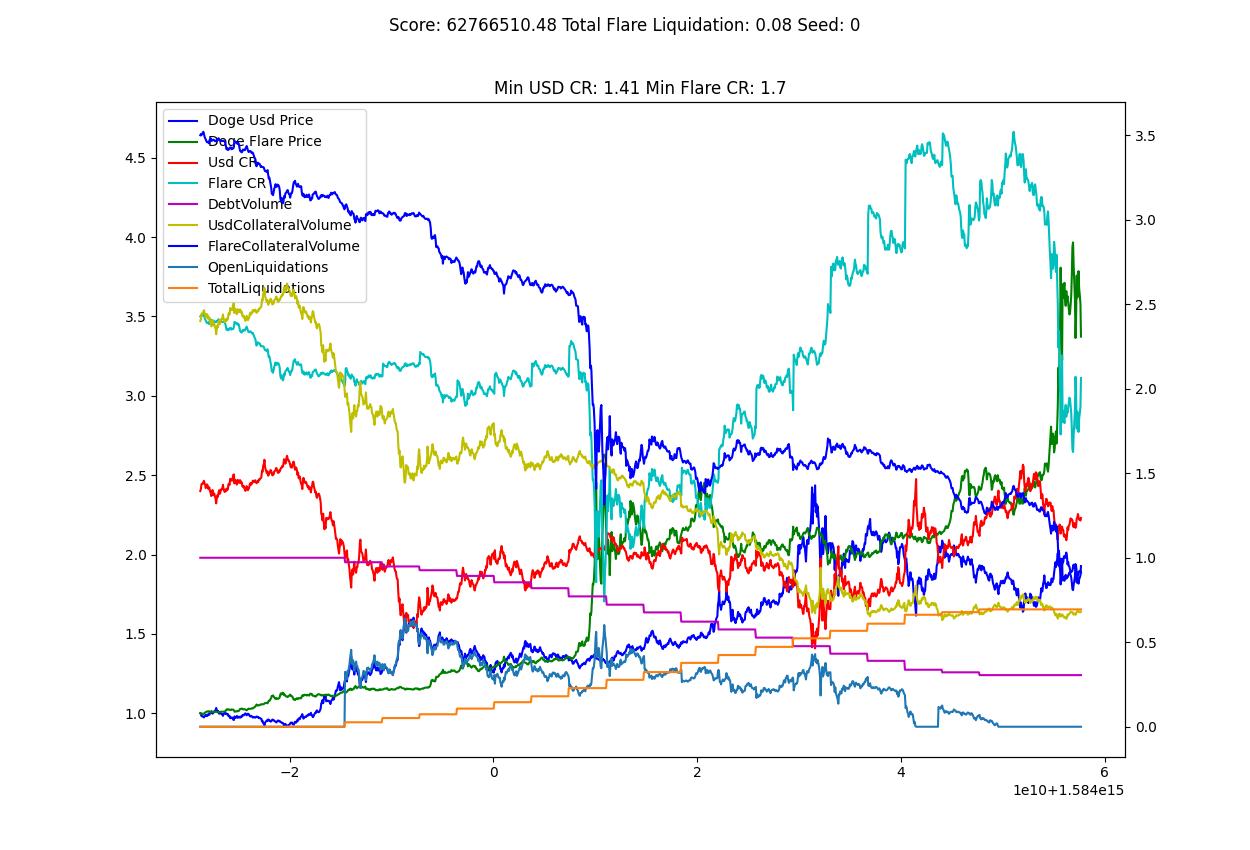 Score: 62766510.48 Total Flare Liquidation: 0.08 Seed: 0
Min USD CR: 1.41 Min Flare CR: 1.7
Doge Usd Price
Doge Flare Price
Usd CR
Flare CR
DebtVolume
UsdCollateralVolume
FlareCollateralVolume
OpenLiquidations
TotalLiquidations
4.5
4.0
3.5
3.0
2.5
2.0
1.5
1.0
3.5
3.0
2.5
2.0
1.5
1.0
0.5
0.0
−2 0 2 4 6
1e10+1.584e15